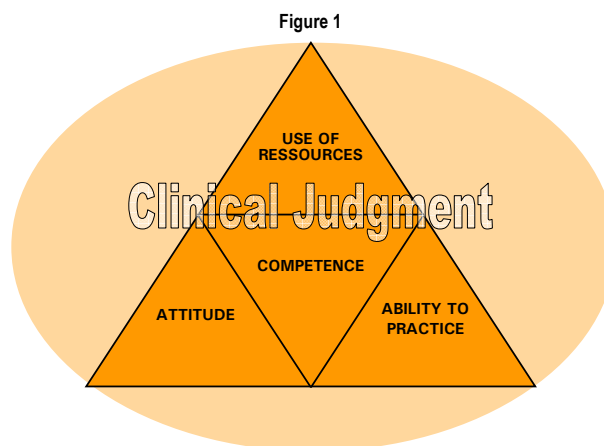 Figure 1
USE OF
RESSOURCES
Clinical Judgment
COMPETENCE
ATTITUDE
ABILITY TO
PRACTICE